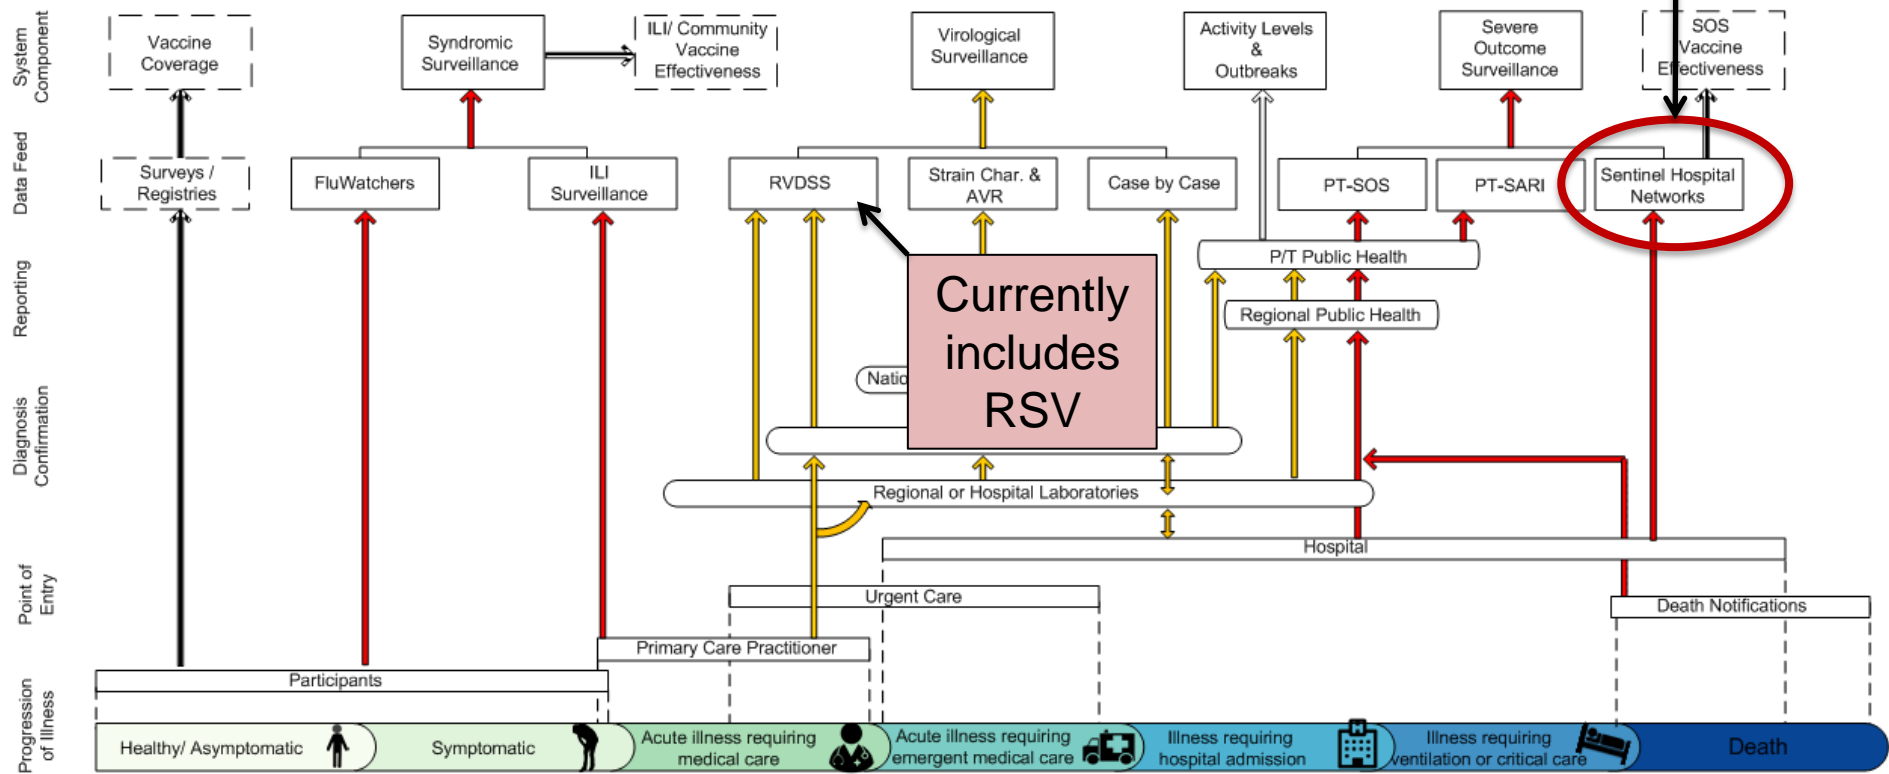 System
Component
Vaccine
Coverage
Syndromic
Surveillance
ILI/ Community
Vaccine
Effectiveness
Virological
Surveillance
Activity Levels
&
Outbreaks
Severe
Outcome
Surveillance
SOS
Vaccine
Effectiveness
Data Feed
Surveys /
Registries
FluWatchers
ILI
Surveillance
RVDSS
Strain Char. &
AVR
Case by Case
PT-SOS
PT-SARI
Sentinel Hospital
Networks
Reporting
P/T Public Health
Regional Public Health
Currently
includes
RSV
Diagnosis
Confirmation
Regional or Hospital Laboratories
Point of
Entry
Hospital
Urgent Care
Death Notifications
Primary Care Practitioner
Participants
Progression
of Illness
Healthy/ Asymptomatic
Symptomatic
Acute illness requiring
medical care
Acute illness requiring
emergent medical care
Illness requiring
hospital admission
Illness requiring
ventilation or critical care
Death